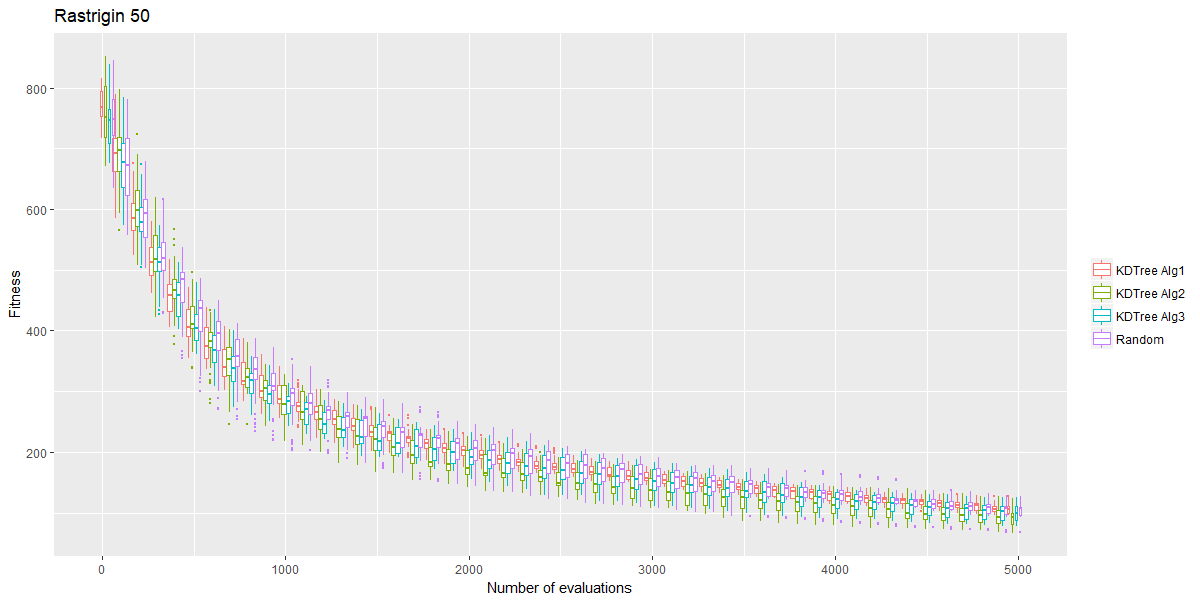 Rastrigin 50
Fitness
800
600
400
200
0
1000
2000
3000
4000
5000
Number of evaluations
KDTree Alg1
KDTree Alg2
KDTree Alg3
Random